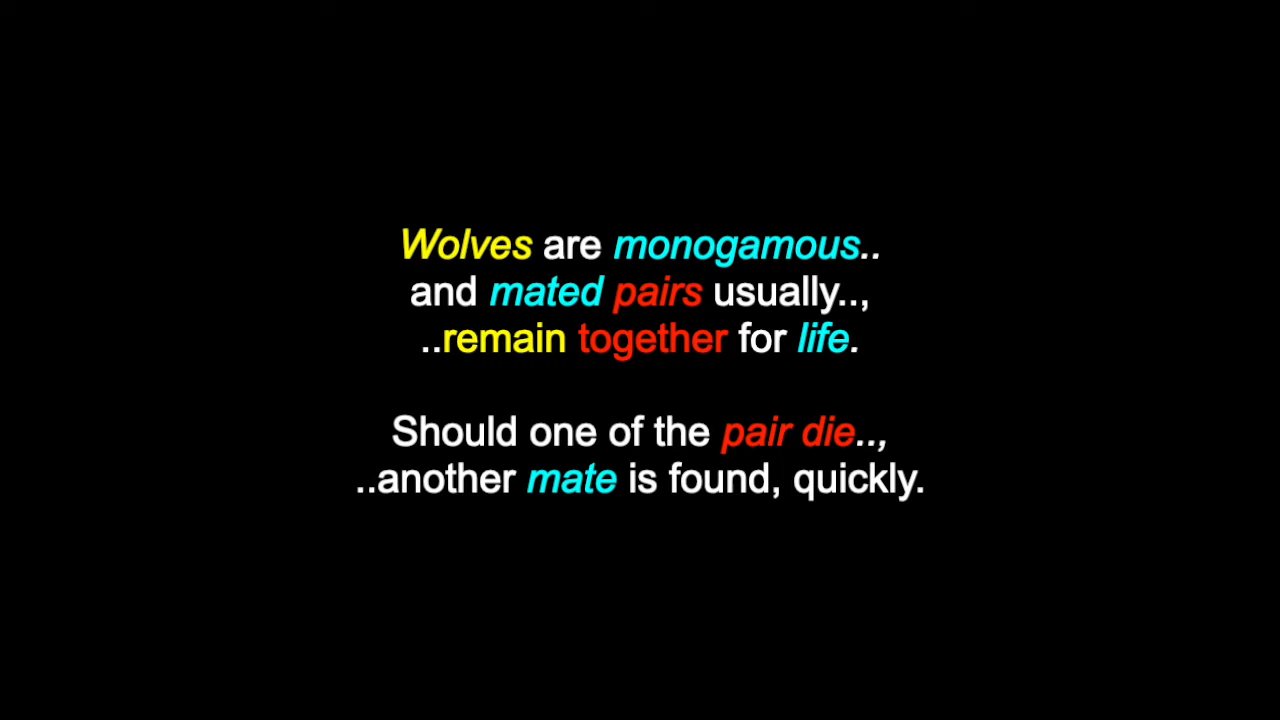 Wolves are monogamous..
and mated pairs usually..,
..remain together for life.
Should one of the pair die..,
..another mate is found, quickly.